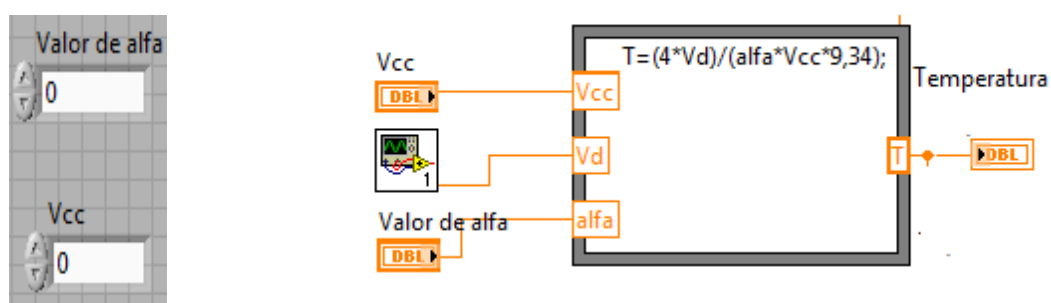 Valor de alfa
0
Vcc
0
Vcc
DBL
1
Valor de alfa
DBL
T=(4*Vd)/(alfa*Vcc*9,34);
Vcc
Vd
alfa
T
Temperatura
DBL